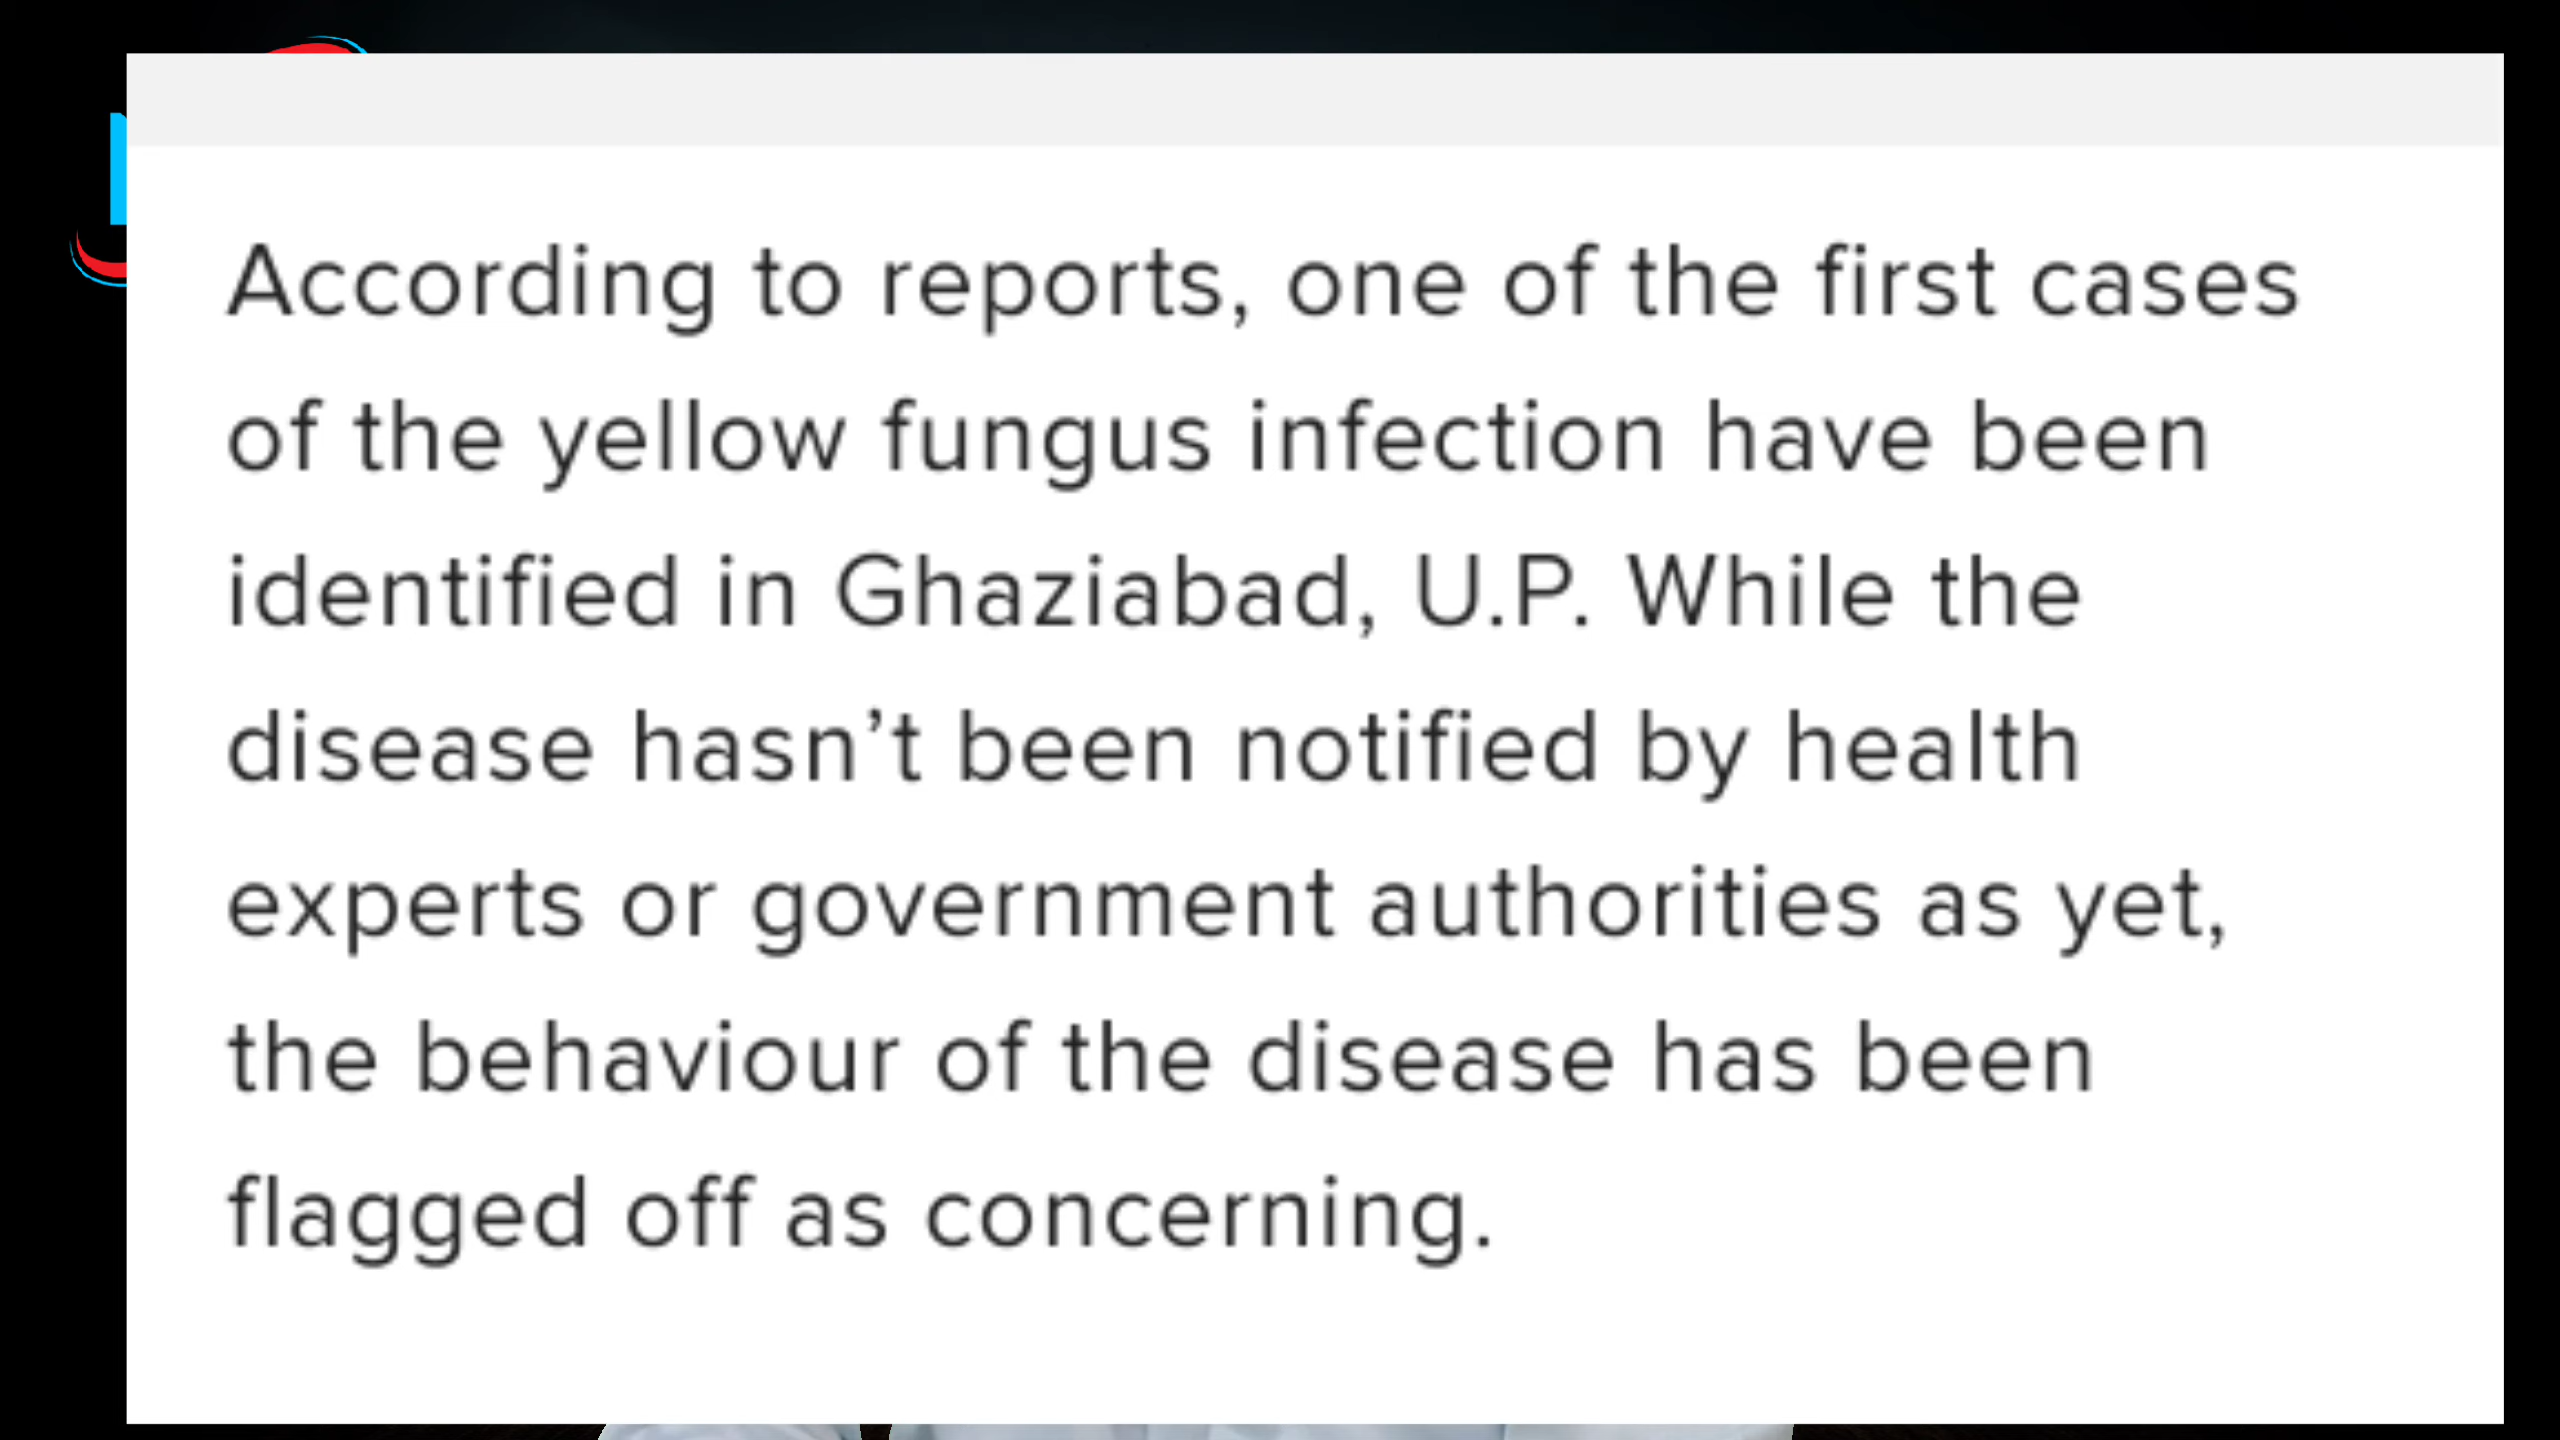 According to reports, one of the first cases
of the yellow fungus infection have been
identified in Ghaziabad, U.P. While the
disease hasn’t been notified by health
experts or government authorities as yet,
the behaviour of the disease has been
flagged off as concerning.